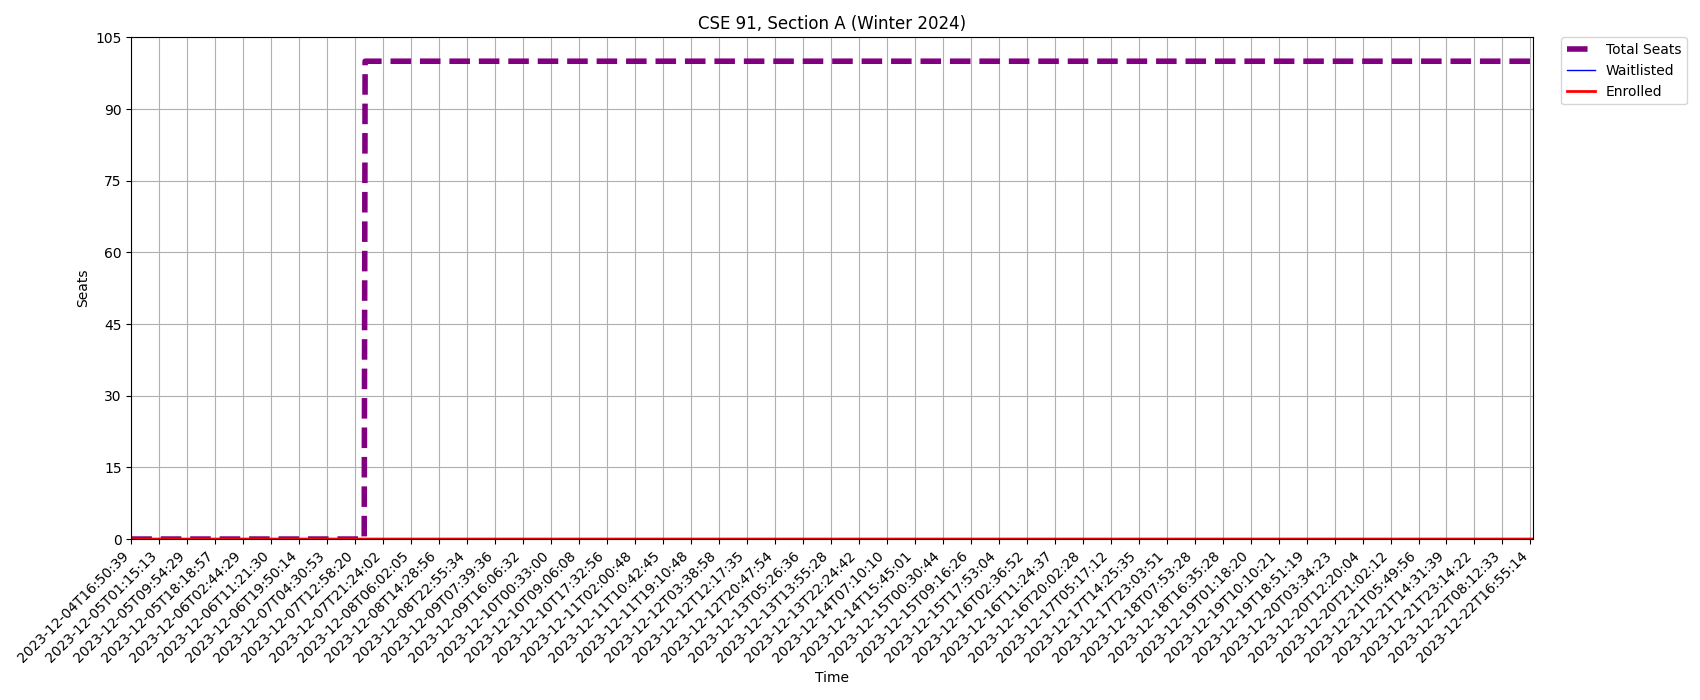 CSE 91, Section A (Winter 2024)
105
90
75
60
45
30
15
0
Seats
Total Seats
Waitlisted
Enrolled
2023-12-04T16:50:39
2023-12-05T01:15:13
2023-12-05T09:54:29
2023-12-05T18:18:57
2023-12-06T02:44:29
2023-12-06T11:21:30
2023-12-06T19:50:14
2023-12-07T04:30:53
2023-12-07T12:58:20
2023-12-07T21:24:02
2023-12-08T06:02:05
2023-12-08T14:28:56
2023-12-08T22:55:34
2023-12-09T07:39:36
2023-12-09T16:06:32
2023-12-10T00:33:00
2023-12-10T09:06:08
2023-12-10T17:32:56
2023-12-11T02:00:48
2023-12-11T10:42:45
2023-12-11T19:10:48
2023-12-12T03:38:58
2023-12-12T12:17:35
2023-12-12T20:47:54
2023-12-13T05:26:36
2023-12-13T13:55:28
2023-12-13T22:24:42
2023-12-14T07:10:10
2023-12-14T15:45:01
2023-12-15T00:30:44
2023-12-15T09:16:26
2023-12-15T17:53:04
2023-12-16T02:36:52
2023-12-16T11:24:37
2023-12-16T20:02:28
2023-12-17T05:17:12
2023-12-17T14:25:35
2023-12-17T23:03:51
2023-12-18T07:53:28
2023-12-18T16:35:28
2023-12-19T01:18:20
2023-12-19T10:10:21
2023-12-19T18:51:19
2023-12-20T03:34:23
2023-12-20T12:20:04
2023-12-20T21:02:12
2023-12-21T05:49:56
2023-12-21T14:31:39
2023-12-21T23:14:22
2023-12-22T08:12:33
2023-12-22T16:55:14
Time